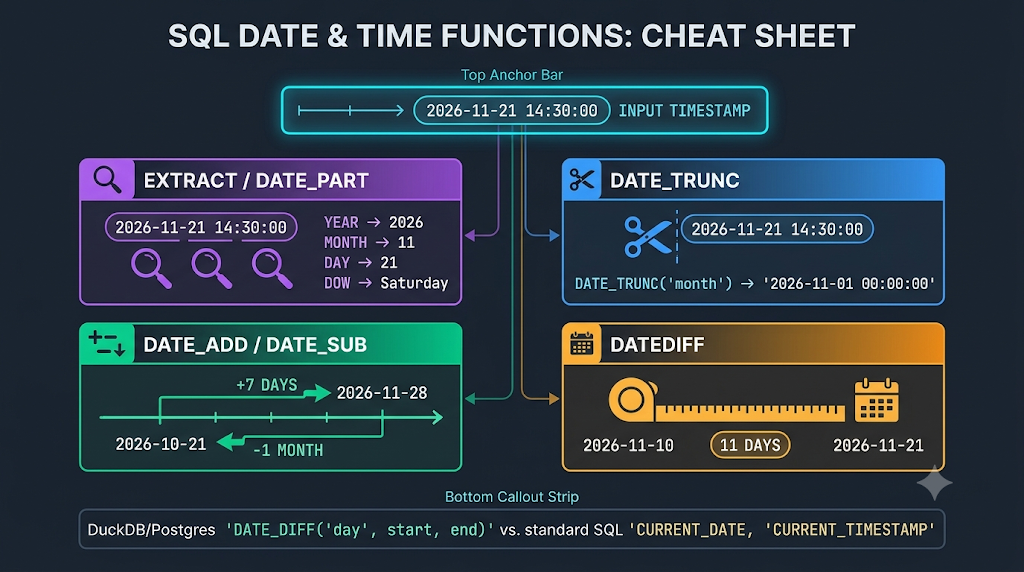 SQL DATE & TIME FUNCTIONS: CHEAT SHEET
Top Anchor Bar
2026-11-21 14:30:00 INPUT TIMESTAMP
EXTRACT / DATE_PART
2026-11-21 14:30:00
YEAR → 2026
MONTH → 11
DAY → 21
DOW → Saturday
DATE_TRUNC
2026-11-21 14:30:00
DATE_TRUNC('month') → '2026-11-01 00:00:00'
DATE_ADD / DATE_SUB
+7 DAYS
2026-11-28
2026-10-21
-1 MONTH
DATEDIFF
2026-11-10 11 DAYS 2026-11-21
Bottom Callout Strip
DuckDB/Postgres 'DATE_DIFF('day', start, end)' vs. standard SQL 'CURRENT_DATE, 'CURRENT_TIMESTAMP'